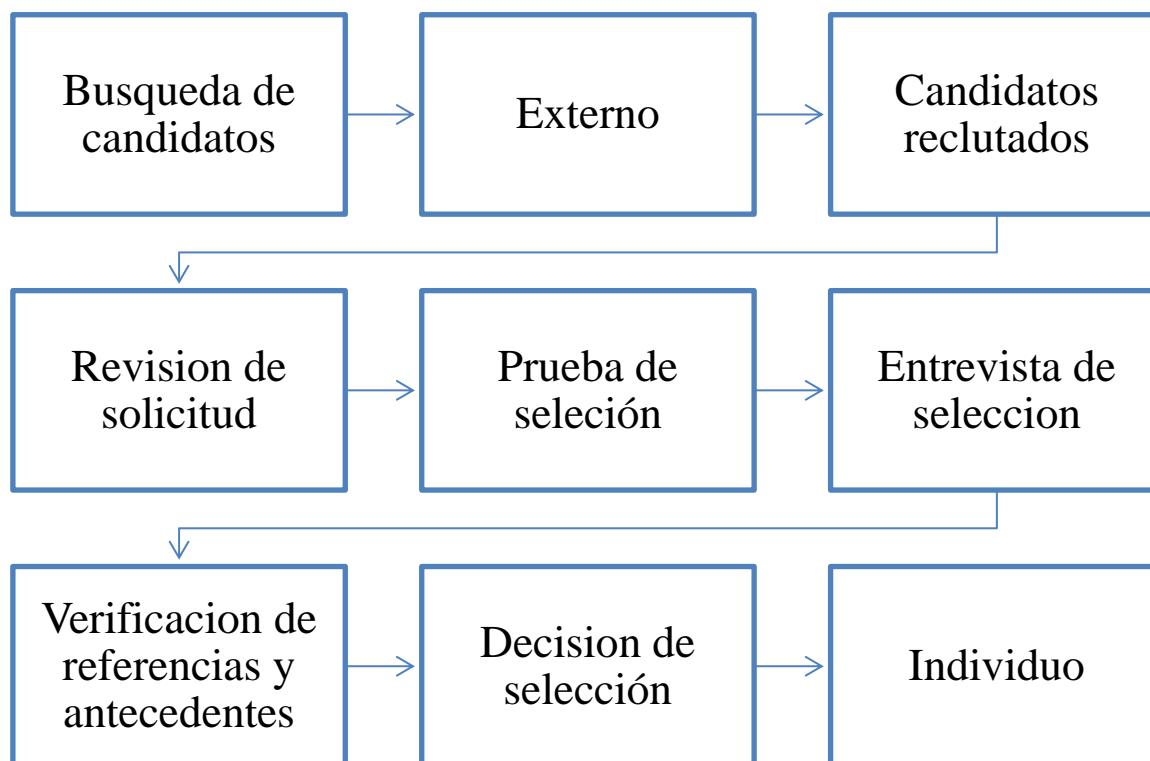 Busqueda de
candidatos
Externo
Candidatos
reclutados
Revision de
solicitud
Prueba de
seleción
Entrevista de
seleccion
Verificacion de
referencias y
antecedentes
Decision de
selección
Individuo